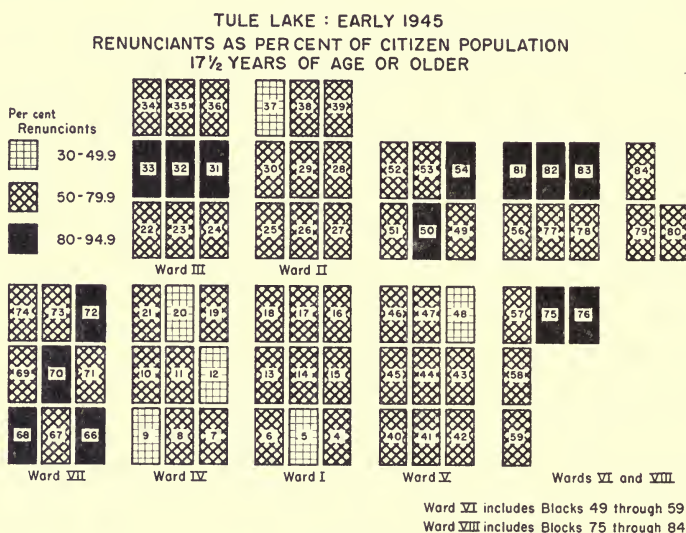 TULE LAKE : EARLY 1945
RENUNCIANTS AS PER CENT OF CITIZEN POPULATION
17½ YEARS OF AGE OR OLDER
Per cent
Renunciants
30-49.9
50-79.9
80-94.9
34 35 36 37 38 39
33 32 31 30 29 28 52 53 54 81 82 83 84
22 23 24 25 26 27 51 50 49 56 77 78 79 80
Ward III Ward II
74 73 72 21 20 19 18 17 16 46 47 48 57 75 76
69 70 71 10 11 12 13 14 15 45 44 43 58
68 67 66 9 8 7 6 5 4 40 41 42 59
Ward VII Ward IV Ward I Ward V Wards VI and VIII
Ward VI includes Blacks 49 through 59
Ward VIII includes Blocks 75 through 84